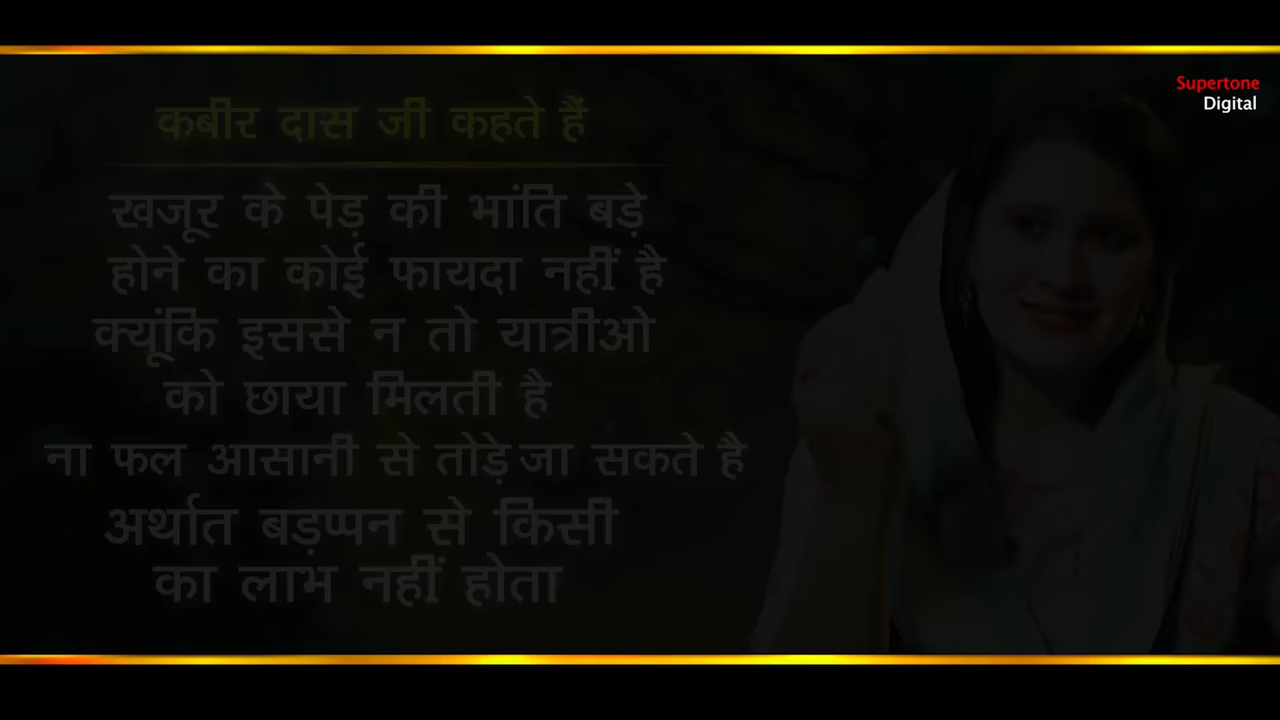 Supertone
Digital
कबीर दास जी कहते हैं
खजूर के पेड़ की भांति बड़े
होने का कोई फायदा नहीं है
क्यूंकि इससे न तो यात्रीओ
को छाया मिलती है
ना फल आसानी से तोड़े जा सकते है
अर्थात बड़प्पन से किसी
का लाभ नहीं होता